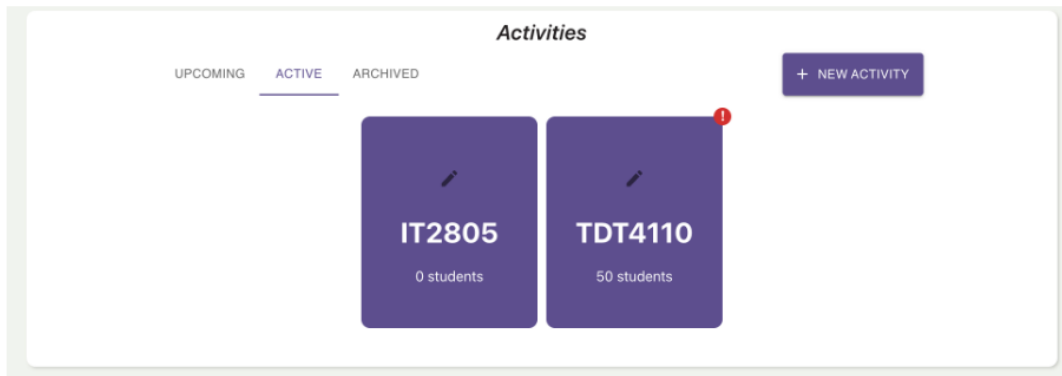 Activities
UPCOMING ACTIVE ARCHIVED + NEW ACTIVITY
!
IT2805 TDT4110
0 students 50 students